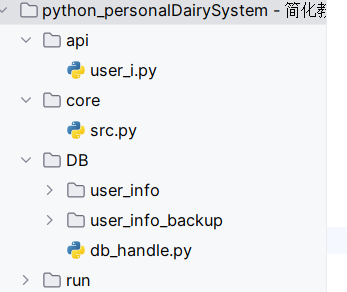 python_personalDairySystem - 简化
api
user_i.py
core
src.py
DB
user_info
user_info_backup
db_handle.py
run